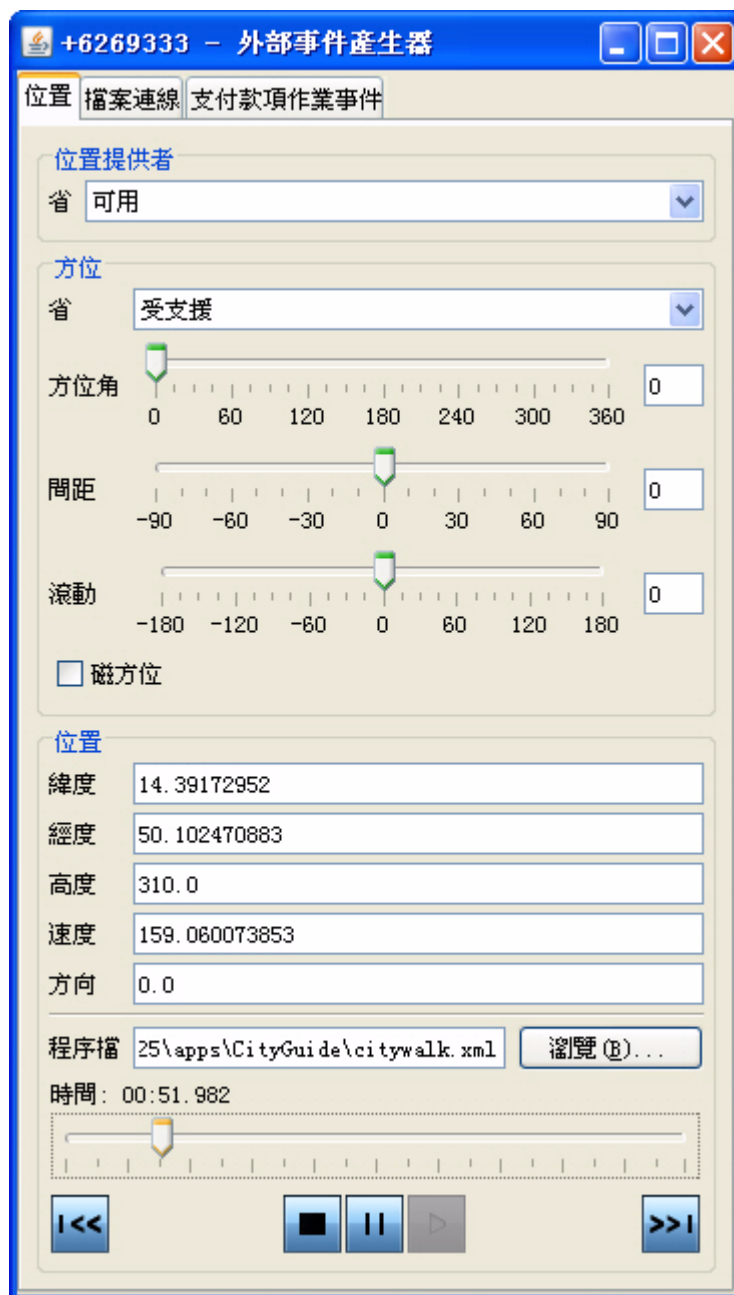 +6269333 - 外部事件產生器
位置 檔案連線 支付款項作業事件
位置提供者
省 可用
方位
省 受支援
方位角 0
0 60 120 180 240 300 360
間距 0
-90 -60 -30 0 30 60 90
滾動 0
-180 -120 -60 0 60 120 180
磁方位
位置
緯度 14.39172952
經度 50.102470883
高度 310.0
速度 159.060073853
方向 0.0
程序檔 25\apps\CityGuide\citywalk.xml 瀏覽(B)...
時間: 00:51.982
I<< >>I